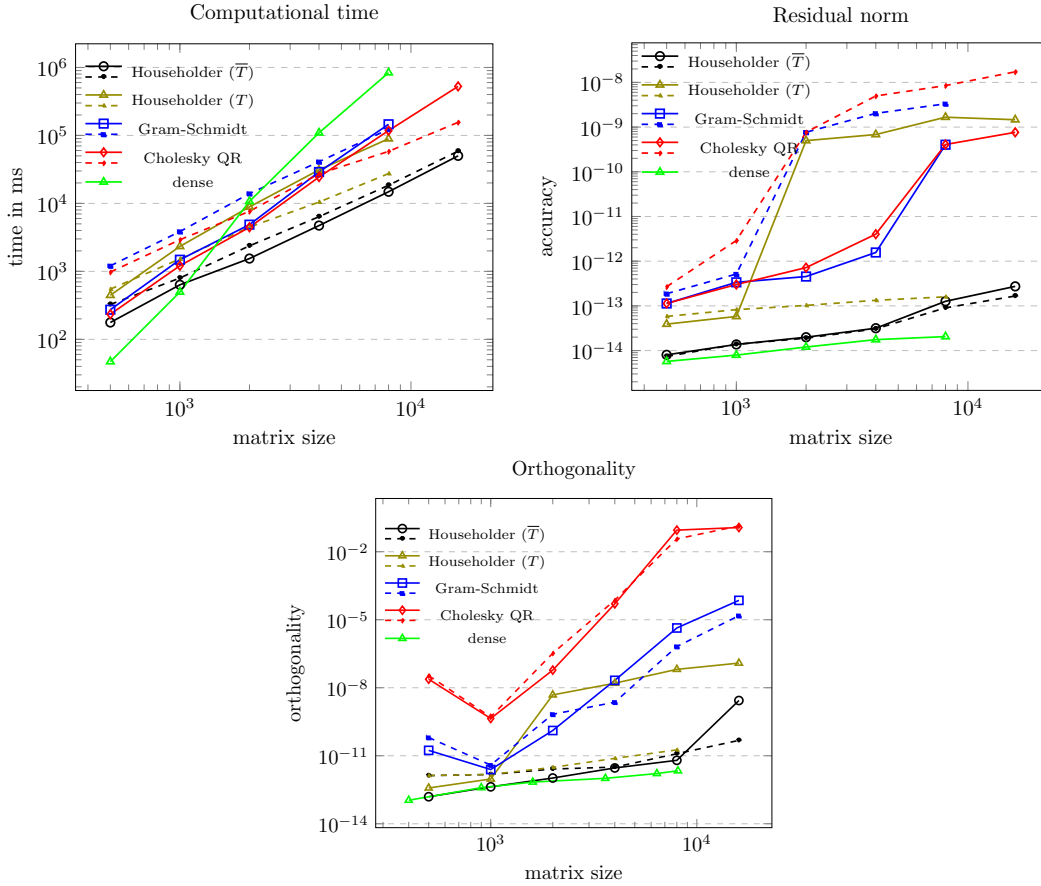 Computational time
10^6
10^5
10^4
10^3
10^2
time in ms
Householder (T̅)
Householder (T)
Gram-Schmidt
Cholesky QR
dense
10^3
10^4
matrix size
Residual norm
10^−8
10^−9
10^−10
10^−11
10^−12
10^−13
10^−14
accuracy
Householder (T̅)
Householder (T)
Gram-Schmidt
Cholesky QR
dense
10^3
10^4
matrix size
Orthogonality
10^−2
10^−5
10^−8
10^−11
10^−14
orthogonality
Householder (T̅)
Householder (T)
Gram-Schmidt
Cholesky QR
dense
10^3
10^4
matrix size